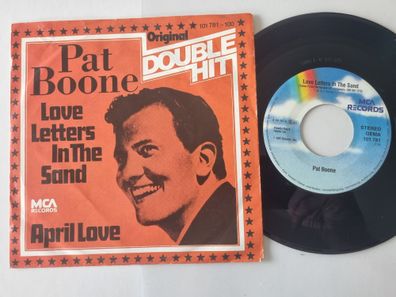 Original 101 781-100
DOUBLE
HIT
Pat
Boone
Love
Letters
In The
Sand
MCA
RECORDS
April Love
Love Letters In The Sand
MCA RECORDS
STEREO
GEMA
101.781
Pat Boone